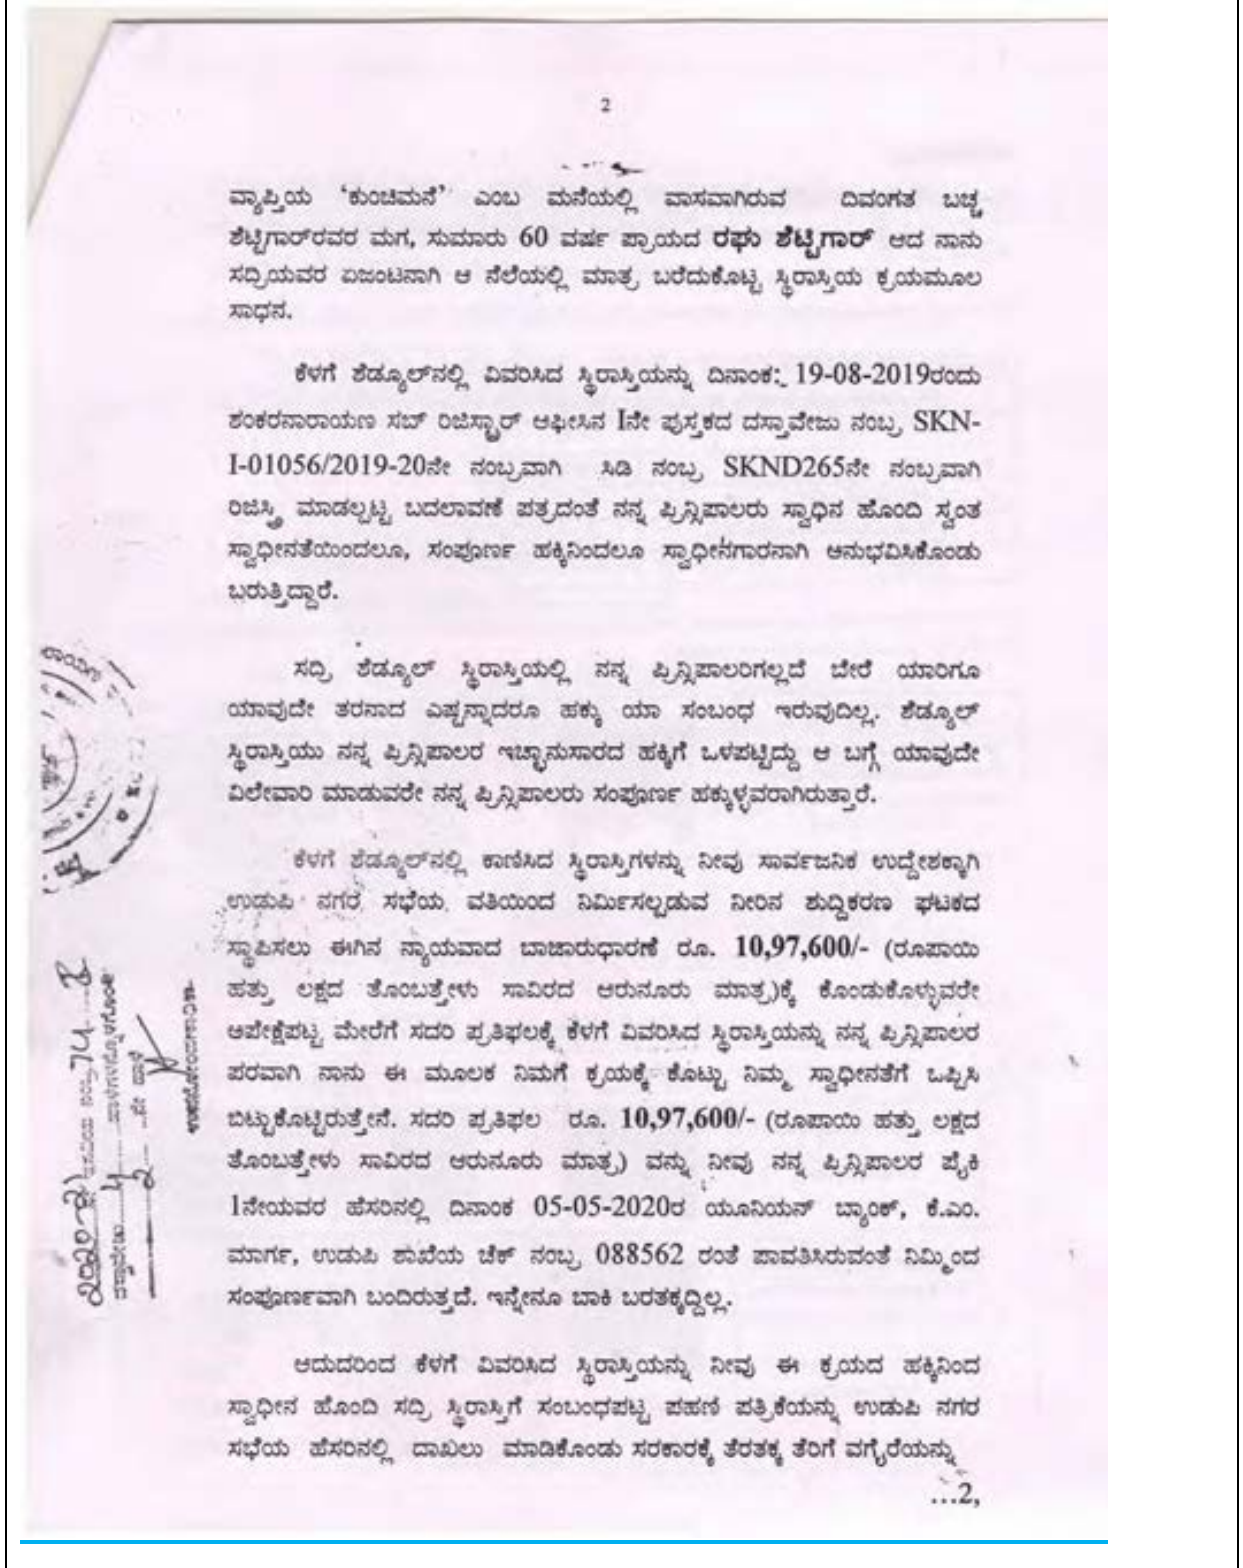 2
ವ್ಯಾಪ್ತಿಯ 'ಕುಂಚಿಮನೆ' ಎಂಬ ಮನೆಯಲ್ಲಿ ವಾಸವಾಗಿರುವ ದಿವಂಗತ ಬಚ್ಚ
ಶೆಟ್ಟಿಗಾರ್‌ರವರ ಮಗ, ಸುಮಾರು 60 ವರ್ಷ ಪ್ರಾಯದ ರಘು ಶೆಟ್ಟಿಗಾರ್ ಆದ ನಾನು
ಸದ್ರಿಯವರ ಏಜಂಟನಾಗಿ ಆ ನೆಲೆಯಲ್ಲಿ ಮಾತ್ರ ಬರೆದುಕೊಟ್ಟ ಸ್ಥಿರಾಸ್ತಿಯ ಕ್ರಯಮೂಲ
ಸಾಧನ.
ಕೆಳಗೆ ಶೆಡ್ಯೂಲ್‌ನಲ್ಲಿ ವಿವರಿಸಿದ ಸ್ಥಿರಾಸ್ತಿಯನ್ನು ದಿನಾಂಕ: 19-08-2019ರಂದು
ಶಂಕರನಾರಾಯಣ ಸಬ್ ರಿಜಿಸ್ಟ್ರಾರ್ ಆಫೀಸಿನ Iನೇ ಪುಸ್ತಕದ ದಸ್ತಾವೇಜು ನಂಬ್ರ SKN-
I-01056/2019-20ನೇ ನಂಬ್ರವಾಗಿ ಸಿಡಿ ನಂಬ್ರ SKND265ನೇ ನಂಬ್ರವಾಗಿ
ರಿಜಿಸ್ತ್ರಿ ಮಾಡಲ್ಪಟ್ಟ ಬದಲಾವಣೆ ಪತ್ರದಂತೆ ನನ್ನ ಪ್ರಿನ್ಸಿಪಾಲರು ಸ್ವಾಧಿನ ಹೊಂದಿ ಸ್ವಂತ
ಸ್ವಾಧೀನತೆಯಿಂದಲೂ, ಸಂಪೂರ್ಣ ಹಕ್ಕಿನಿಂದಲೂ ಸ್ವಾಧೀನಗಾರನಾಗಿ ಅನುಭವಿಸಿಕೊಂಡು
ಬರುತ್ತಿದ್ದಾರೆ.
ಸದ್ರಿ ಶೆಡ್ಯೂಲ್ ಸ್ಥಿರಾಸ್ತಿಯಲ್ಲಿ ನನ್ನ ಪ್ರಿನ್ಸಿಪಾಲರಿಗಲ್ಲದೆ ಬೇರೆ ಯಾರಿಗೂ
ಯಾವುದೇ ತರನಾದ ಎಷ್ಟನ್ನಾದರೂ ಹಕ್ಕು ಯಾ ಸಂಬಂಧ ಇರುವುದಿಲ್ಲ. ಶೆಡ್ಯೂಲ್
ಸ್ಥಿರಾಸ್ತಿಯು ನನ್ನ ಪ್ರಿನ್ಸಿಪಾಲರ ಇಚ್ಛಾನುಸಾರದ ಹಕ್ಕಿಗೆ ಒಳಪಟ್ಟಿದ್ದು ಆ ಬಗ್ಗೆ ಯಾವುದೇ
ವಿಲೇವಾರಿ ಮಾಡುವರೇ ನನ್ನ ಪ್ರಿನ್ಸಿಪಾಲರು ಸಂಪೂರ್ಣ ಹಕ್ಕುಳ್ಳವರಾಗಿರುತ್ತಾರೆ.
ಕೆಳಗೆ ಶೆಡ್ಯೂಲ್‌ನಲ್ಲಿ ಕಾಣಿಸಿದ ಸ್ಥಿರಾಸ್ತಿಗಳನ್ನು ನೀವು ಸಾರ್ವಜನಿಕ ಉದ್ದೇಶಕ್ಕಾಗಿ
ಉಡುಪಿ ನಗರ ಸಭೆಯ ವತಿಯಿಂದ ನಿರ್ಮಿಸಲ್ಪಡುವ ನೀರಿನ ಶುದ್ದಿಕರಣ ಘಟಕದ
ಸ್ಥಾಪಿಸಲು ಈಗಿನ ನ್ಯಾಯವಾದ ಬಾಜಾರುಧಾರಣೆ ರೂ. 10,97,600/- (ರೂಪಾಯಿ
ಹತ್ತು ಲಕ್ಷದ ತೊಂಬತ್ತೇಳು ಸಾವಿರದ ಆರುನೂರು ಮಾತ್ರ)ಕ್ಕೆ ಕೊಂಡುಕೊಳ್ಳುವರೇ
ಅಪೇಕ್ಷೆಪಟ್ಟ ಮೇರೆಗೆ ಸದರಿ ಪ್ರತಿಫಲಕ್ಕೆ ಕೆಳಗೆ ವಿವರಿಸಿದ ಸ್ಥಿರಾಸ್ತಿಯನ್ನು ನನ್ನ ಪ್ರಿನ್ಸಿಪಾಲರ
ಪರವಾಗಿ ನಾನು ಈ ಮೂಲಕ ನಿಮಗೆ ಕ್ರಯಕ್ಕೆ ಕೊಟ್ಟು ನಿಮ್ಮ ಸ್ವಾಧೀನತೆಗೆ ಒಪ್ಪಿಸಿ
ಬಿಟ್ಟುಕೊಟ್ಟಿರುತ್ತೇನೆ. ಸದರಿ ಪ್ರತಿಫಲ ರೂ. 10,97,600/- (ರೂಪಾಯಿ ಹತ್ತು ಲಕ್ಷದ
ತೊಂಬತ್ತೇಳು ಸಾವಿರದ ಆರುನೂರು ಮಾತ್ರ) ವನ್ನು ನೀವು ನನ್ನ ಪ್ರಿನ್ಸಿಪಾಲರ ಪೈಕಿ
1ನೇಯವರ ಹೆಸರಿನಲ್ಲಿ ದಿನಾಂಕ 05-05-2020ರ ಯೂನಿಯನ್ ಬ್ಯಾಂಕ್, ಕೆ.ಎಂ.
ಮಾರ್ಗ, ಉಡುಪಿ ಶಾಖೆಯ ಚೆಕ್ ನಂಬ್ರ 088562 ರಂತೆ ಪಾವತಿಸಿರುವಂತೆ ನಿಮ್ಮಿಂದ
ಸಂಪೂರ್ಣವಾಗಿ ಬಂದಿರುತ್ತದೆ. ಇನ್ನೇನೂ ಬಾಕಿ ಬರತಕ್ಕದ್ದಿಲ್ಲ.
ಆದುದರಿಂದ ಕೆಳಗೆ ವಿವರಿಸಿದ ಸ್ಥಿರಾಸ್ತಿಯನ್ನು ನೀವು ಈ ಕ್ರಯದ ಹಕ್ಕಿನಿಂದ
ಸ್ವಾಧೀನ ಹೊಂದಿ ಸದ್ರಿ ಸ್ಥಿರಾಸ್ತಿಗೆ ಸಂಬಂಧಪಟ್ಟ ಪಹಣಿ ಪತ್ರಿಕೆಯನ್ನು ಉಡುಪಿ ನಗರ
ಸಭೆಯ ಹೆಸರಿನಲ್ಲಿ ದಾಖಲು ಮಾಡಿಕೊಂಡು ಸರಕಾರಕ್ಕೆ ತೆರತಕ್ಕ ತೆರಿಗೆ ವಗೈರೆಯನ್ನು
...2,
2020-21
ದಸ್ತಾವೇಜು 4
ನೇ ಹಾಳೆ
ಉಪನೋಂದಣಾಧಿಕಾರಿ